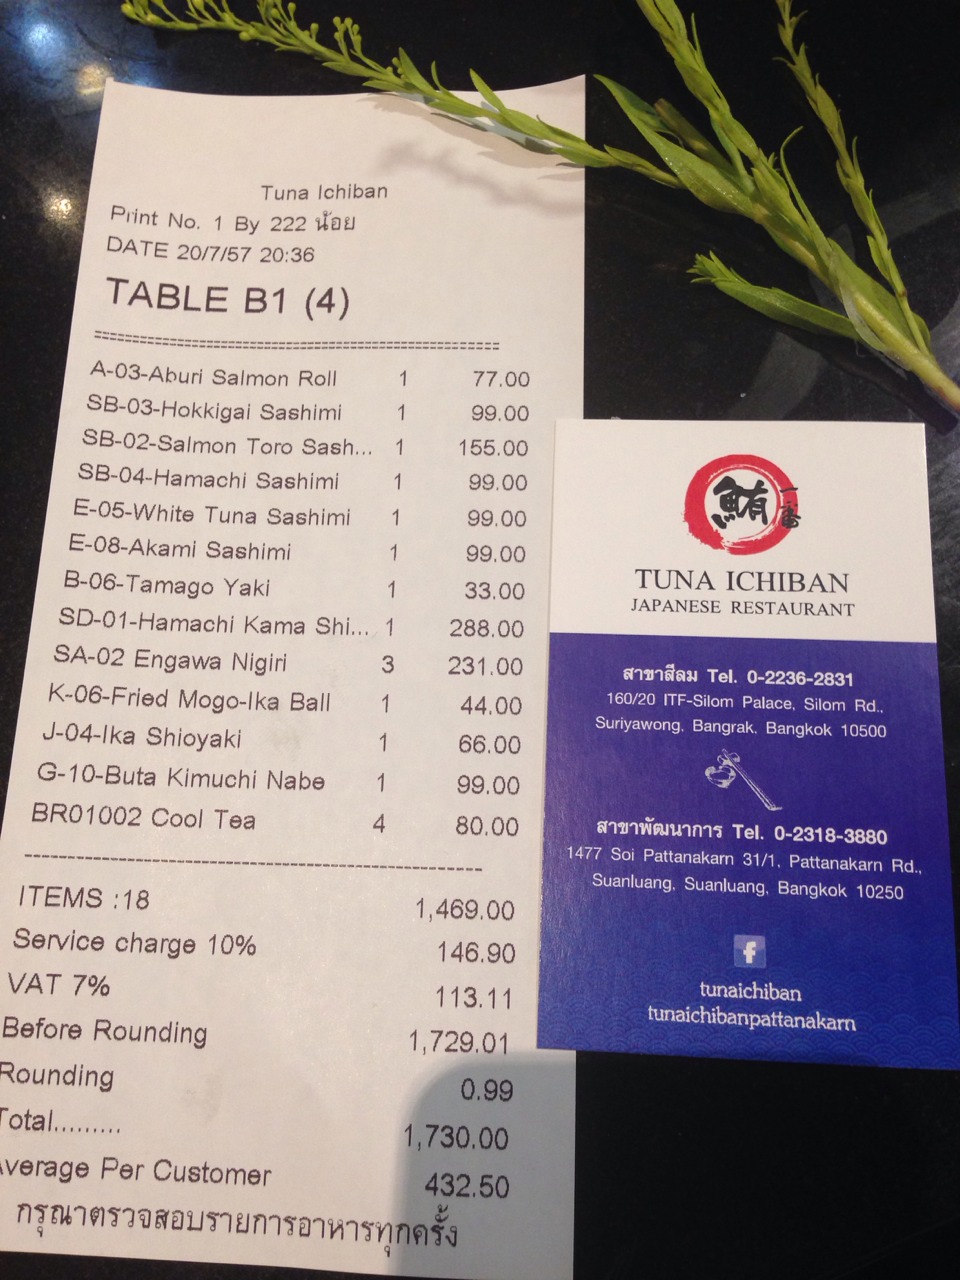 Tuna Ichiban
Print No. 1 By 222 น้อย
DATE 20/7/57 20:36
TABLE B1 (4)
A-03-Aburi Salmon Roll 1 77.00
SB-03-Hokkigai Sashimi 1 99.00
SB-02-Salmon Toro Sash... 1 155.00
SB-04-Hamachi Sashimi 1 99.00
E-05-White Tuna Sashimi 1 99.00
E-08-Akami Sashimi 1 99.00
B-06-Tamago Yaki 1 33.00
SD-01-Hamachi Kama Shi... 1 288.00
SA-02 Engawa Nigiri 3 231.00
K-06-Fried Mogo-Ika Ball 1 44.00
J-04-Ika Shioyaki 1 66.00
G-10-Buta Kimuchi Nabe 1 99.00
BR01002 Cool Tea 4 80.00
ITEMS :18 1,469.00
Service charge 10% 146.90
VAT 7% 113.11
Before Rounding 1,729.01
Rounding 0.99
Total......... 1,730.00
Average Per Customer 432.50
กรุณาตรวจสอบรายการอาหารทุกครั้ง
鮪一番
TUNA ICHIBAN
JAPANESE RESTAURANT
สาขาสีลม Tel. 0-2236-2831
160/20 ITF-Silom Palace, Silom Rd.,
Suriyawong, Bangrak, Bangkok 10500
สาขาพัฒนาการ Tel. 0-2318-3880
1477 Soi Pattanakarn 31/1, Pattanakarn Rd.,
Suanluang, Suanluang, Bangkok 10250
f
tunaichiban
tunaichibanpattanakarn